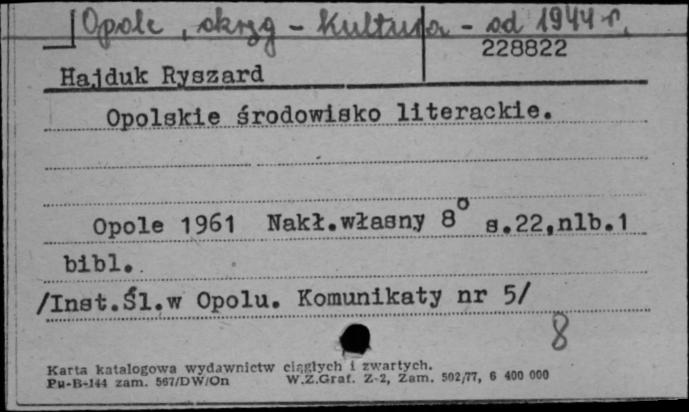 Opole, okręg - Kultura - od 1944 r.
228822
Hajduk Ryszard
Opolskie środowisko literackie.
Opole 1961 Nakł.własny 8° s.22,nlb.1
bibl.
/Inst.Śl.w Opolu. Komunikaty nr 5/
8
Karta katalogowa wydawnictw ciągłych i zwartych.
Pu-B-144 zam. 567/DW/On W.Z.Graf. Z-2, Zam. 502/77, 6 400 000